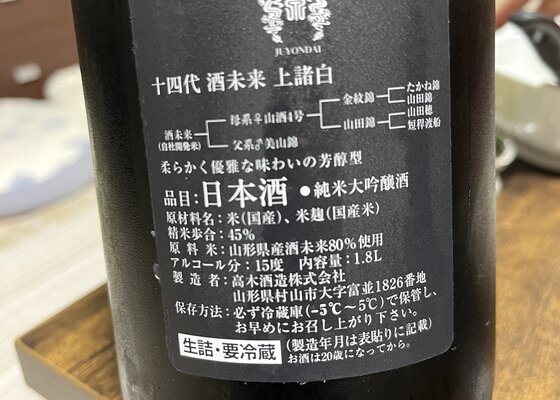 JUYONDAI
十四代 酒未来 上諸白
酒未来
(自社開発米)
母系♀山酒4号
父系♂美山錦
金紋錦
山田錦
たかね錦
山田錦
山田穂
短稈渡船
柔らかく優雅な味わいの芳醇型
品目:日本酒 ●純米大吟醸酒
原材料名:米(国産)、米麹(国産米)
精米歩合:45%
原料米:山形県産酒未来80%使用
アルコール分:15度 内容量:1.8L
製造者:高木酒造株式会社
山形県村山市大字富並1826番地
保存方法:必ず冷蔵庫(−5℃〜5℃)で保管し、
お早めにお召し上がり下さい。
生詰・要冷蔵
(製造年月は表貼りに記載)
お酒は20歳になってから。